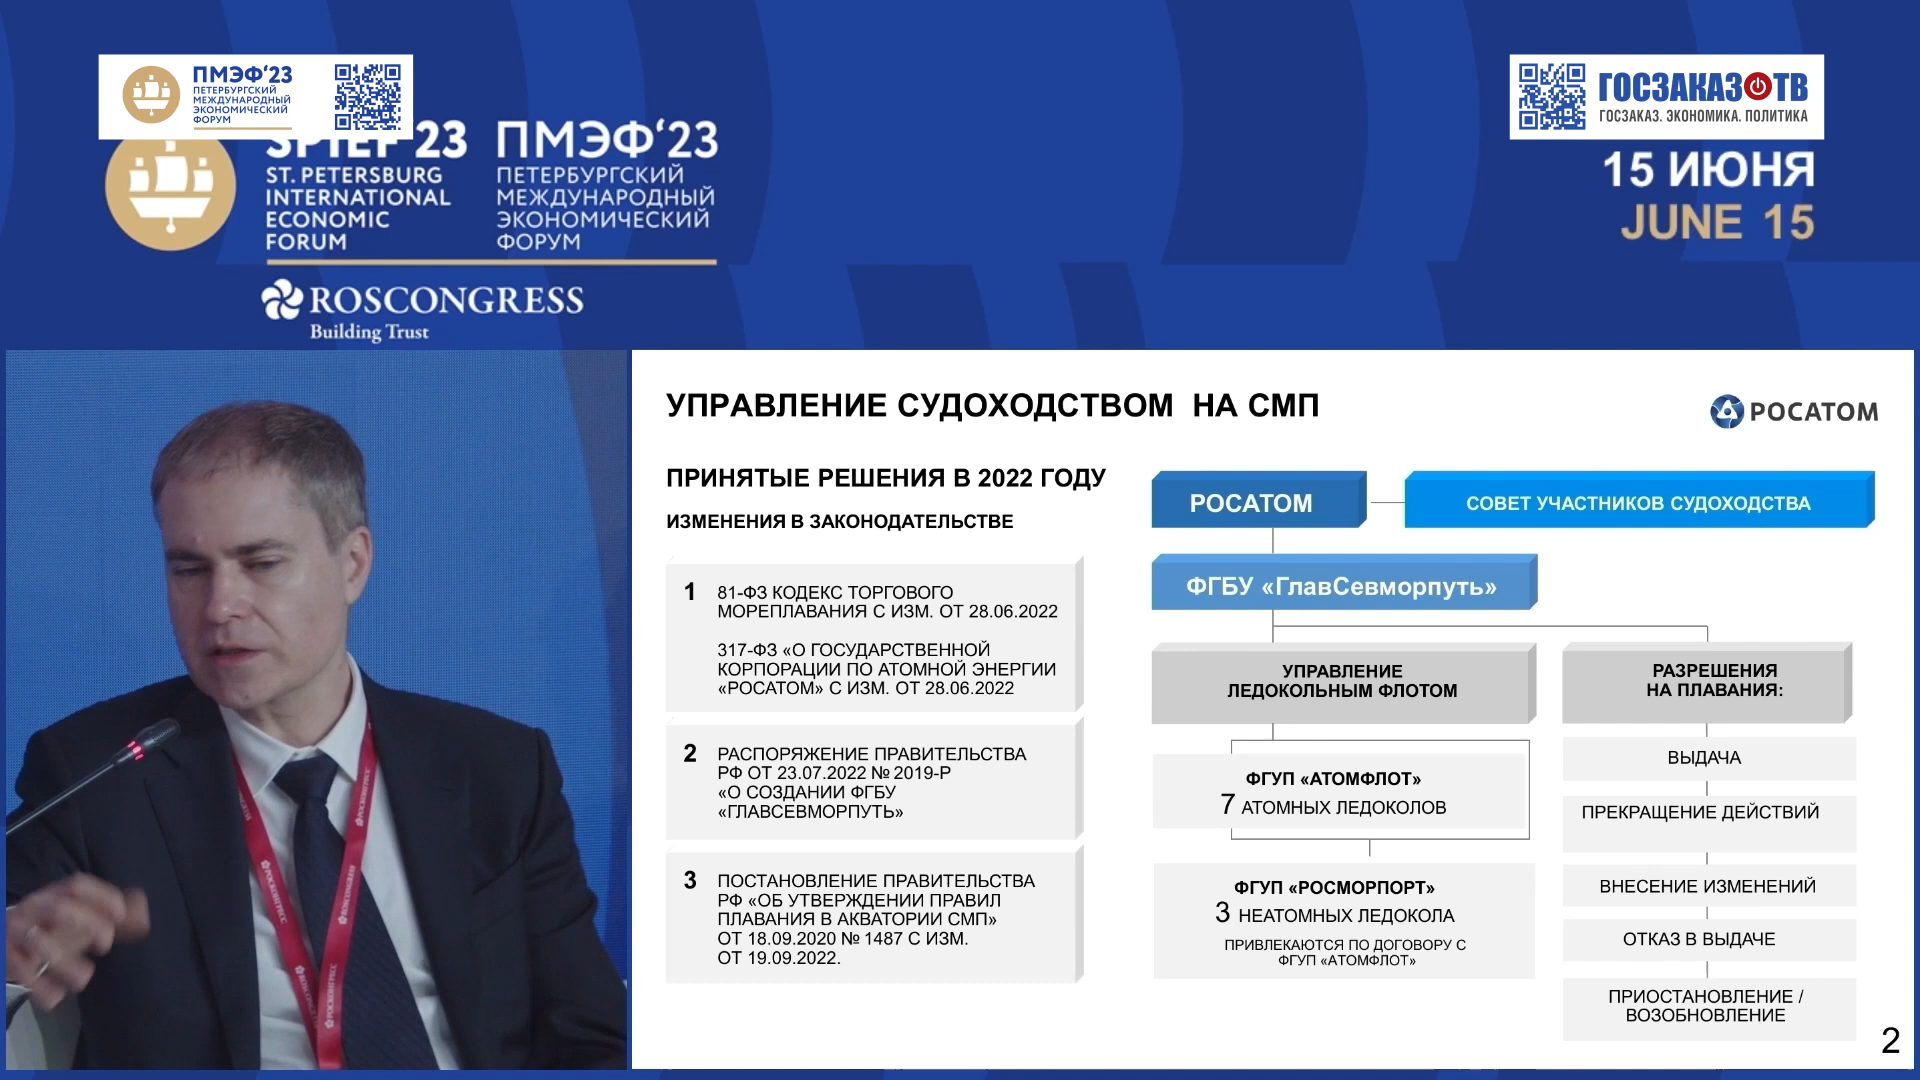 ПМЭФ‘23
ПЕТЕРБУРГСКИЙ
МЕЖДУНАРОДНЫЙ
ЭКОНОМИЧЕСКИЙ
ФОРУМ
ГОСЗАКАЗ ТВ
ГОСЗАКАЗ. ЭКОНОМИКА. ПОЛИТИКА
SPIEF‘23
ST. PETERSBURG
INTERNATIONAL
ECONOMIC
FORUM
ПМЭФ‘23
ПЕТЕРБУРГСКИЙ
МЕЖДУНАРОДНЫЙ
ЭКОНОМИЧЕСКИЙ
ФОРУМ
ROSCONGRESS
Building Trust
15 ИЮНЯ
JUNE 15
УПРАВЛЕНИЕ СУДОХОДСТВОМ НА СМП
РОСАТОМ
ПРИНЯТЫЕ РЕШЕНИЯ В 2022 ГОДУ
ИЗМЕНЕНИЯ В ЗАКОНОДАТЕЛЬСТВЕ
1 81-ФЗ КОДЕКС ТОРГОВОГО
МОРЕПЛАВАНИЯ С ИЗМ. ОТ 28.06.2022
317-ФЗ «О ГОСУДАРСТВЕННОЙ
КОРПОРАЦИИ ПО АТОМНОЙ ЭНЕРГИИ
«РОСАТОМ» С ИЗМ. ОТ 28.06.2022
2 РАСПОРЯЖЕНИЕ ПРАВИТЕЛЬСТВА
РФ ОТ 23.07.2022 № 2019-Р
«О СОЗДАНИИ ФГБУ
«ГЛАВСЕВМОРПУТЬ»
3 ПОСТАНОВЛЕНИЕ ПРАВИТЕЛЬСТВА
РФ «ОБ УТВЕРЖДЕНИИ ПРАВИЛ
ПЛАВАНИЯ В АКВАТОРИИ СМП»
ОТ 18.09.2020 № 1487 С ИЗМ.
ОТ 19.09.2022.
РОСАТОМ
СОВЕТ УЧАСТНИКОВ СУДОХОДСТВА
ФГБУ «ГлавСевморпуть»
УПРАВЛЕНИЕ
ЛЕДОКОЛЬНЫМ ФЛОТОМ
ФГУП «АТОМФЛОТ»
7 АТОМНЫХ ЛЕДОКОЛОВ
ФГУП «РОСМОРПОРТ»
3 НЕАТОМНЫХ ЛЕДОКОЛА
ПРИВЛЕКАЮТСЯ ПО ДОГОВОРУ С
ФГУП «АТОМФЛОТ»
РАЗРЕШЕНИЯ
НА ПЛАВАНИЯ:
ВЫДАЧА
ПРЕКРАЩЕНИЕ ДЕЙСТВИЙ
ВНЕСЕНИЕ ИЗМЕНЕНИЙ
ОТКАЗ В ВЫДАЧЕ
ПРИОСТАНОВЛЕНИЕ /
ВОЗОБНОВЛЕНИЕ
2
РОСКОНГРЕСС
ROSCONGRESS